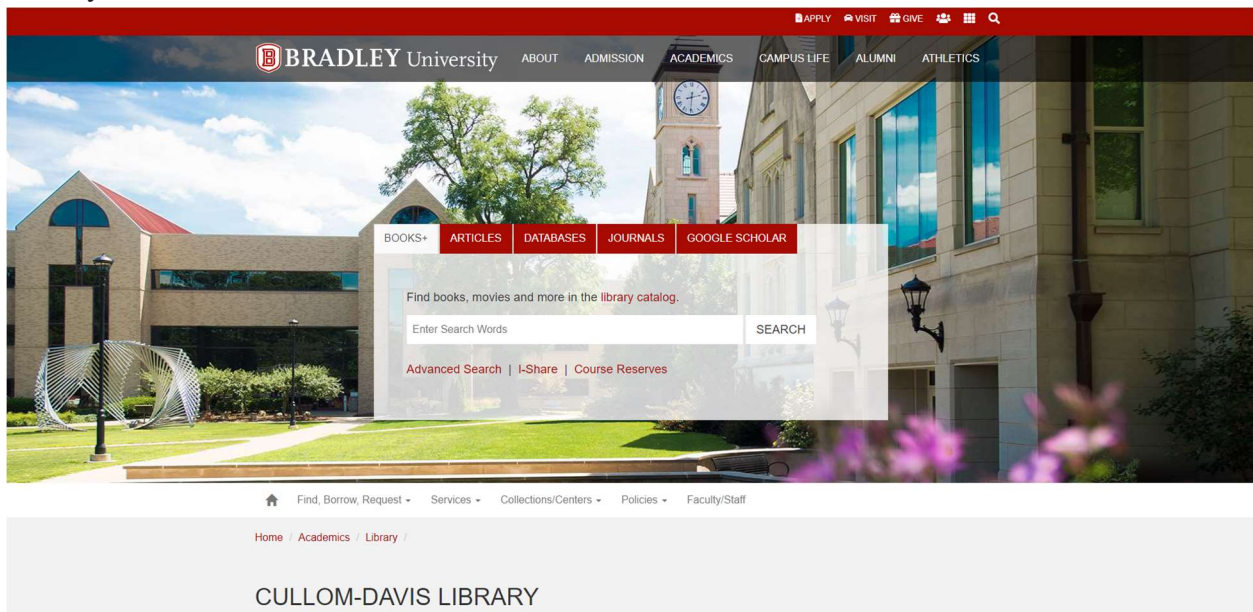 APPLY VISIT GIVE
BRADLEY University ABOUT ADMISSION ACADEMICS CAMPUS LIFE ALUMNI ATHLETICS
BOOKS+ ARTICLES DATABASES JOURNALS GOOGLE SCHOLAR
Find books, movies and more in the library catalog.
Enter Search Words SEARCH
Advanced Search | I-Share | Course Reserves
Find, Borrow, Request Services Collections/Centers Policies Faculty/Staff
Home / Academics / Library /
CULLOM-DAVIS LIBRARY